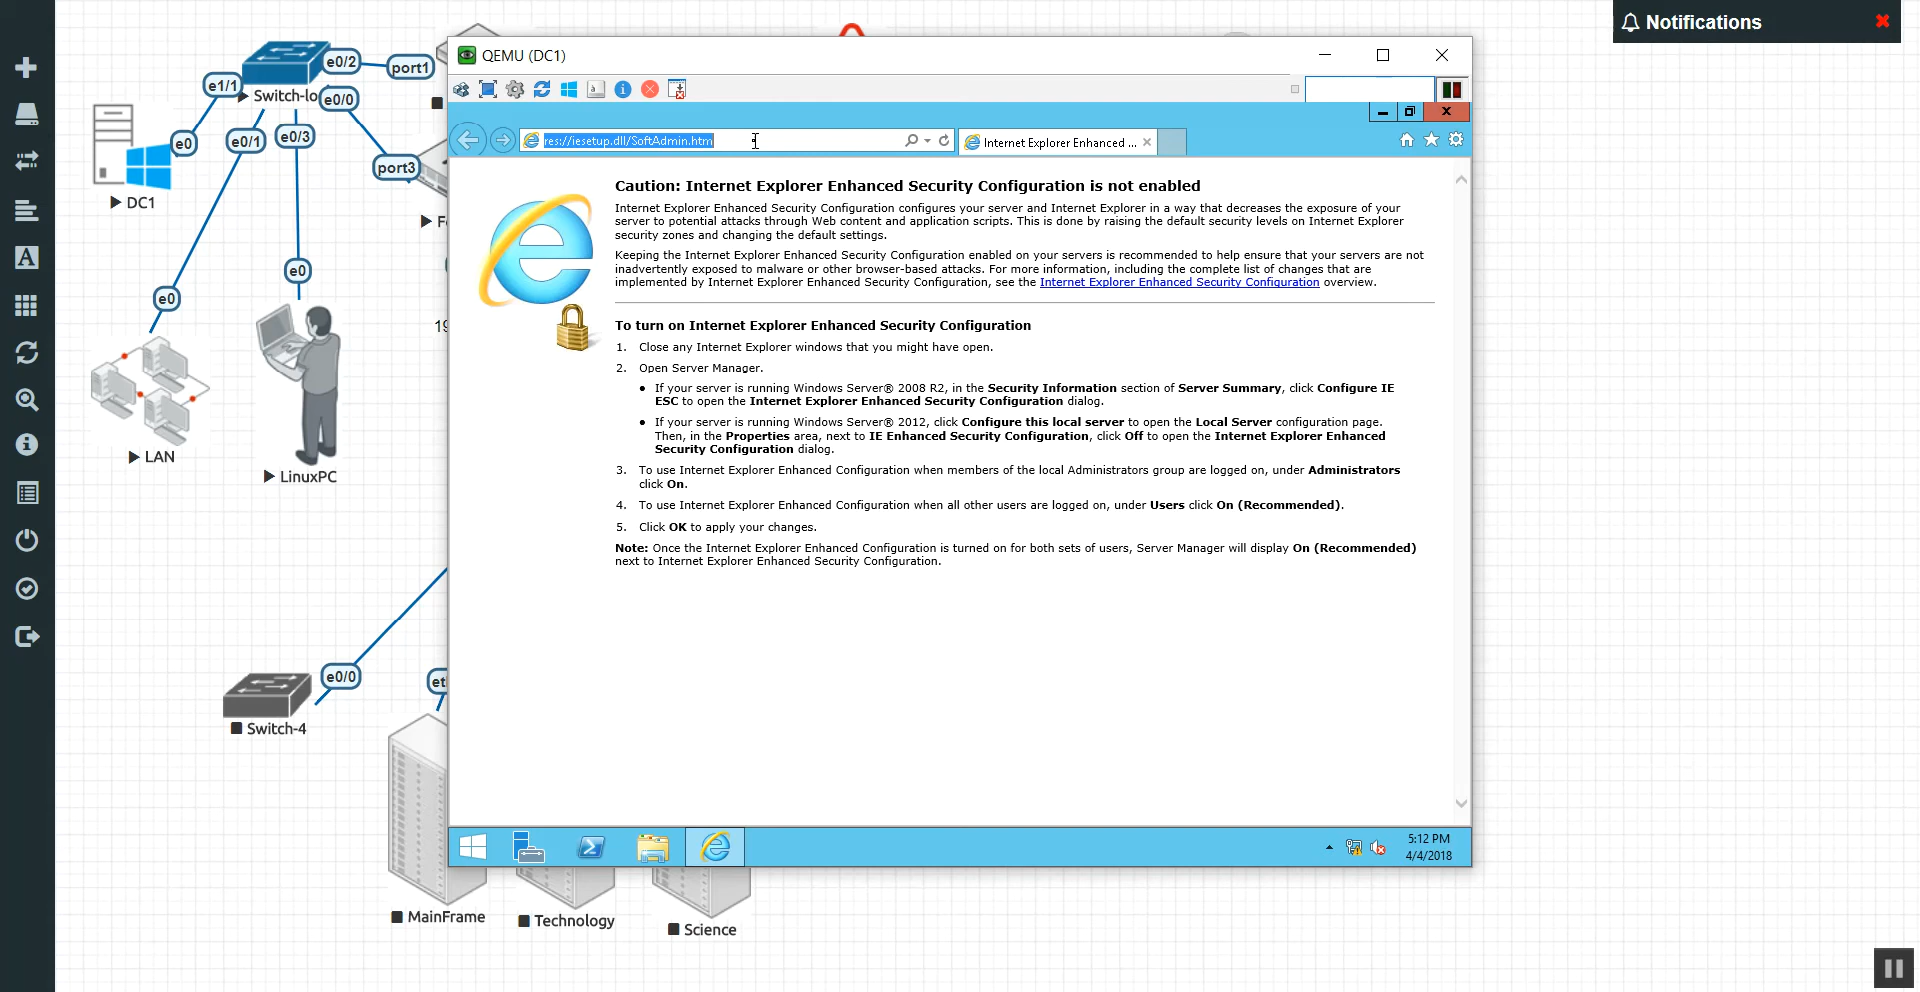 Notifications
QEMU (DC1)
e0/2
port1
e1/1
Switch-lo
e0/0
e0
e0/1
e0/3
port3
DC1
res://iesetup.dll/SoftAdmin.htm
Internet Explorer Enhanced ...
Caution: Internet Explorer Enhanced Security Configuration is not enabled
Internet Explorer Enhanced Security Configuration configures your server and Internet Explorer in a way that decreases the exposure of your
server to potential attacks through Web content and application scripts. This is done by raising the default security levels on Internet Explorer
security zones and changing the default settings.
Keeping the Internet Explorer Enhanced Security Configuration enabled on your servers is recommended to help ensure that your servers are not
inadvertently exposed to malware or other browser-based attacks. For more information, including the complete list of changes that are
implemented by Internet Explorer Enhanced Security Configuration, see the Internet Explorer Enhanced Security Configuration overview.
To turn on Internet Explorer Enhanced Security Configuration
1. Close any Internet Explorer windows that you might have open.
2. Open Server Manager.
• If your server is running Windows Server® 2008 R2, in the Security Information section of Server Summary, click Configure IE
ESC to open the Internet Explorer Enhanced Security Configuration dialog.
• If your server is running Windows Server® 2012, click Configure this local server to open the Local Server configuration page.
Then, in the Properties area, next to IE Enhanced Security Configuration, click Off to open the Internet Explorer Enhanced
Security Configuration dialog.
3. To use Internet Explorer Enhanced Configuration when members of the local Administrators group are logged on, under Administrators
click On.
4. To use Internet Explorer Enhanced Configuration when all other users are logged on, under Users click On (Recommended).
5. Click OK to apply your changes.
Note: Once the Internet Explorer Enhanced Configuration is turned on for both sets of users, Server Manager will display On (Recommended)
next to Internet Explorer Enhanced Security Configuration.
e0
e0
19
LAN
LinuxPC
e0/0
et
Switch-4
5:12 PM
4/4/2018
MainFrame
Technology
Science